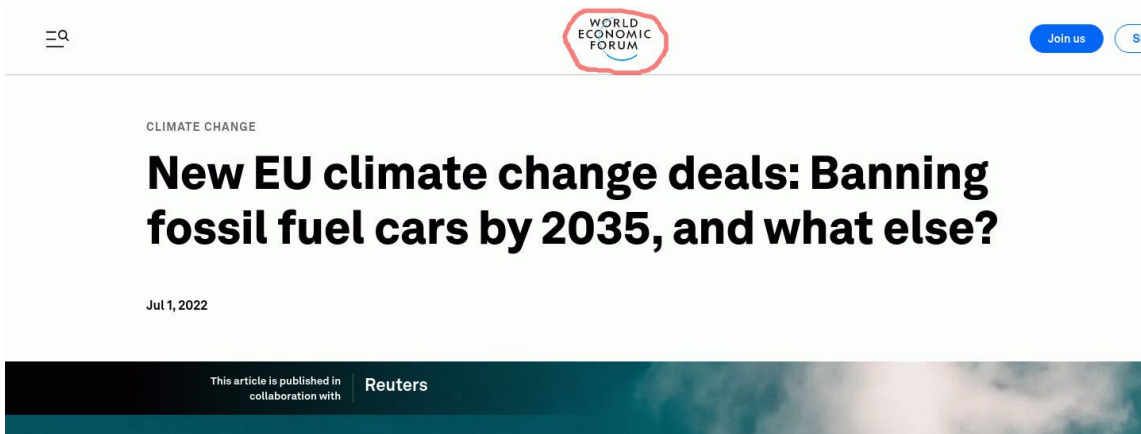 WORLD
ECONOMIC
FORUM
Join us
CLIMATE CHANGE
New EU climate change deals: Banning
fossil fuel cars by 2035, and what else?
Jul 1, 2022
This article is published in
collaboration with
Reuters